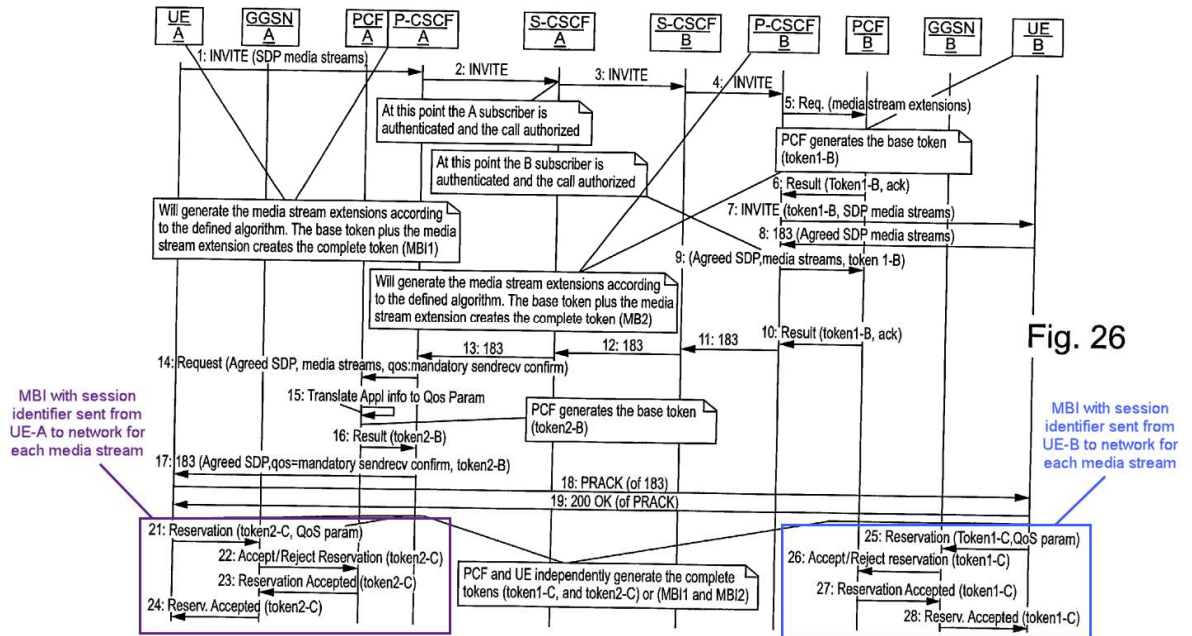 UE
A
GGSN
A
PCF
A
P-CSCF
A
S-CSCF
A
S-CSCF
B
P-CSCF
B
PCF
B
GGSN
B
UE
B
1: INVITE (SDP media streams)
2: INVITE
3: INVITE
4: INVITE
5: Req. (media stream extensions)
At this point the A subscriber is
authenticated and the call authorized
PCF generates the base token
(token1-B)
At this point the B subscriber is
authenticated and the call authorized
6: Result (Token1-B, ack)
7: INVITE (token1-B, SDP media streams)
Will generate the media stream extensions according
to the defined algorithm. The base token plus the media
stream extension creates the complete token (MBI1)
8: 183 (Agreed SDP media streams)
9: (Agreed SDP,media streams, token 1-B)
Will generate the media stream extensions according
to the defined algorithm. The base token plus the media
stream extension creates the complete token (MB2)
10: Result (token1-B, ack)
11: 183
12: 183
13: 183
Fig. 26
14: Request (Agreed SDP, media streams, qos:mandatory sendrecv confirm)
MBI with session
identifier sent from
UE-A to network for
each media stream
15: Translate Appl info to Qos Param
PCF generates the base token
(token2-B)
MBI with session
identifier sent from
UE-B to network for
each media stream
16: Result (token2-B)
17: 183 (Agreed SDP,qos=mandatory sendrecv confirm, token2-B)
18: PRACK (of 183)
19: 200 OK (of PRACK)
21: Reservation (token2-C, QoS param)
22: Accept/Reject Reservation (token2-C)
23: Reservation Accepted (token2-C)
24: Reserv. Accepted (token2-C)
PCF and UE independently generate the complete
tokens (token1-C, and token2-C) or (MBI1 and MBI2)
25: Reservation (Token1-C,QoS param)
26: Accept/Reject reservation (token1-C)
27: Reservation Accepted (token1-C)
28: Reserv. Accepted (token1-C)